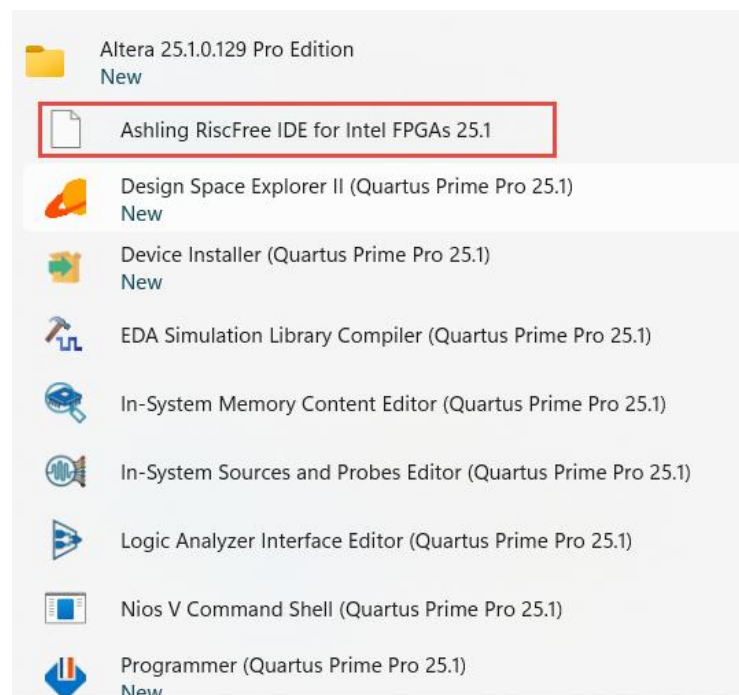 Altera 25.1.0.129 Pro Edition
New
Ashling RiscFree IDE for Intel FPGAs 25.1
Design Space Explorer II (Quartus Prime Pro 25.1)
New
Device Installer (Quartus Prime Pro 25.1)
New
EDA Simulation Library Compiler (Quartus Prime Pro 25.1)
In-System Memory Content Editor (Quartus Prime Pro 25.1)
In-System Sources and Probes Editor (Quartus Prime Pro 25.1)
Logic Analyzer Interface Editor (Quartus Prime Pro 25.1)
Nios V Command Shell (Quartus Prime Pro 25.1)
Programmer (Quartus Prime Pro 25.1)
New